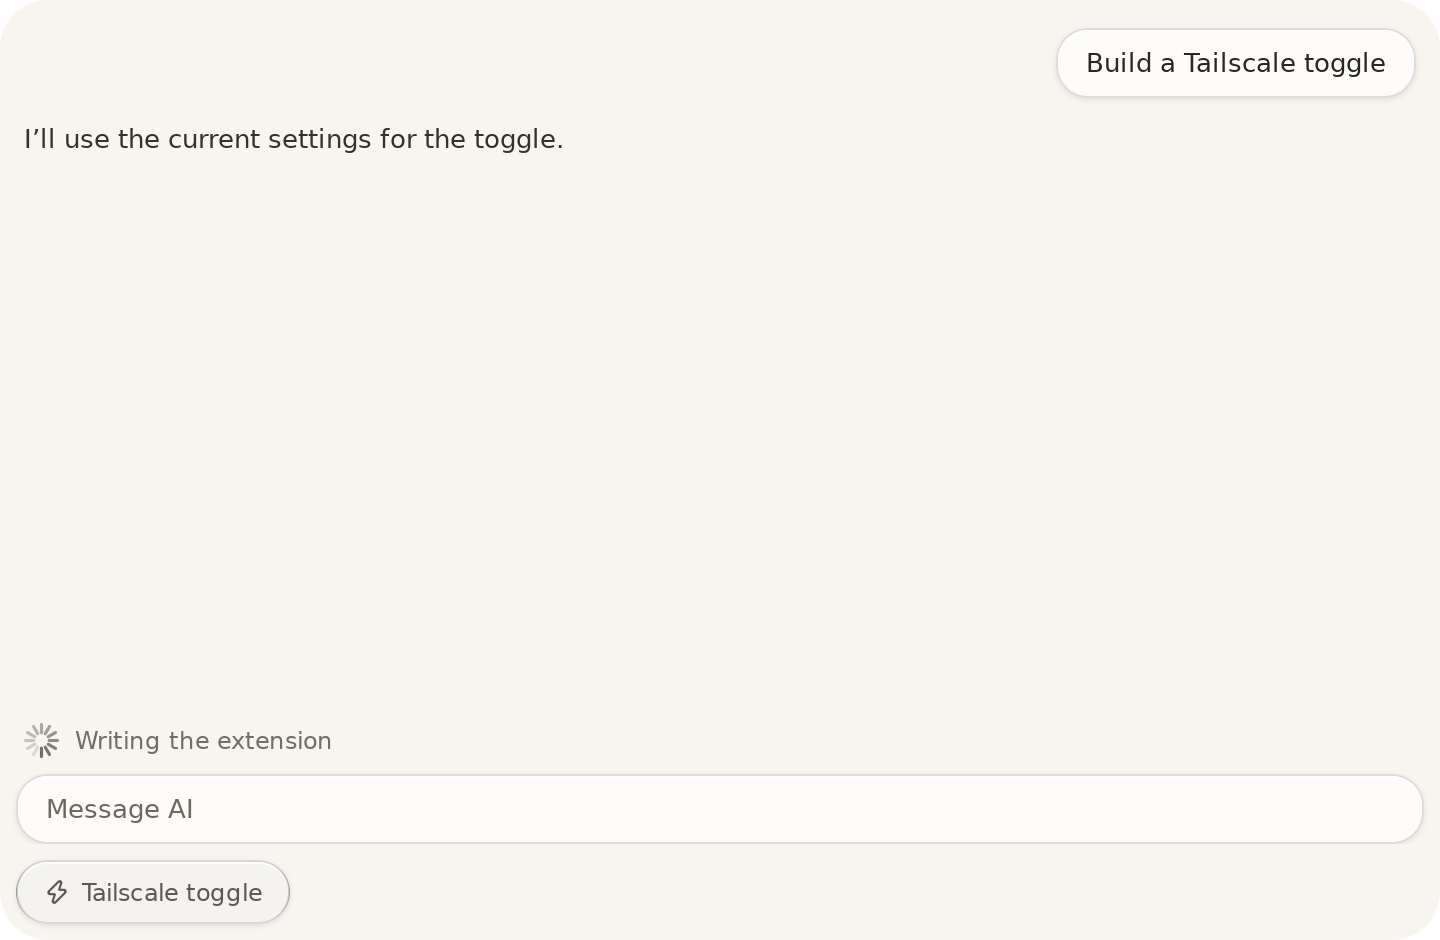 Build a Tailscale toggle
I’ll use the current settings for the toggle.
Writing the extension
Message AI
Tailscale toggle